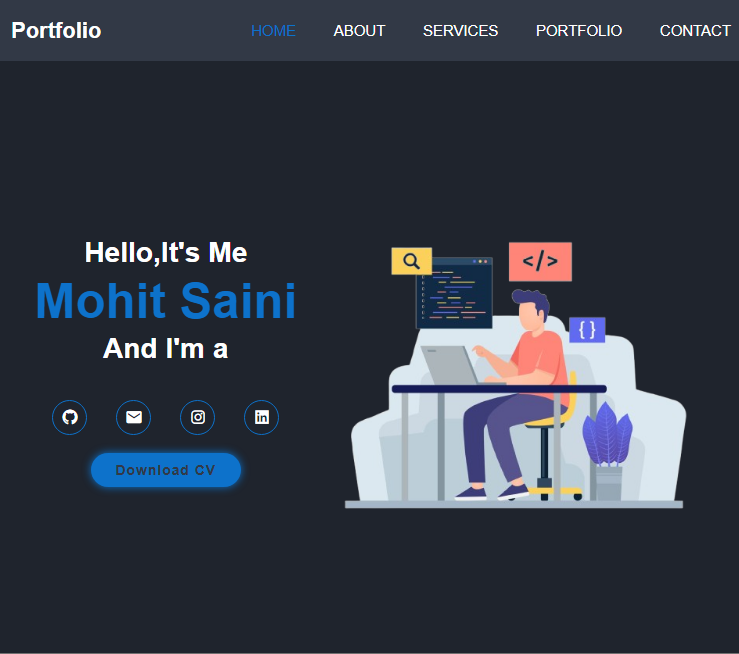 Portfolio
HOME ABOUT SERVICES PORTFOLIO CONTACT
Hello,It's Me
Mohit Saini
And I'm a
Download CV
</>
{ }